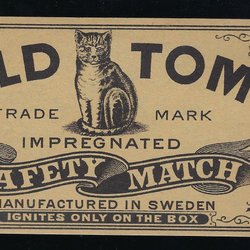 LD TOM
TRADE MARK
IMPREGNATED
AFETY MATCH
MANUFACTURED IN SWEDEN
IGNITES ONLY ON THE BOX